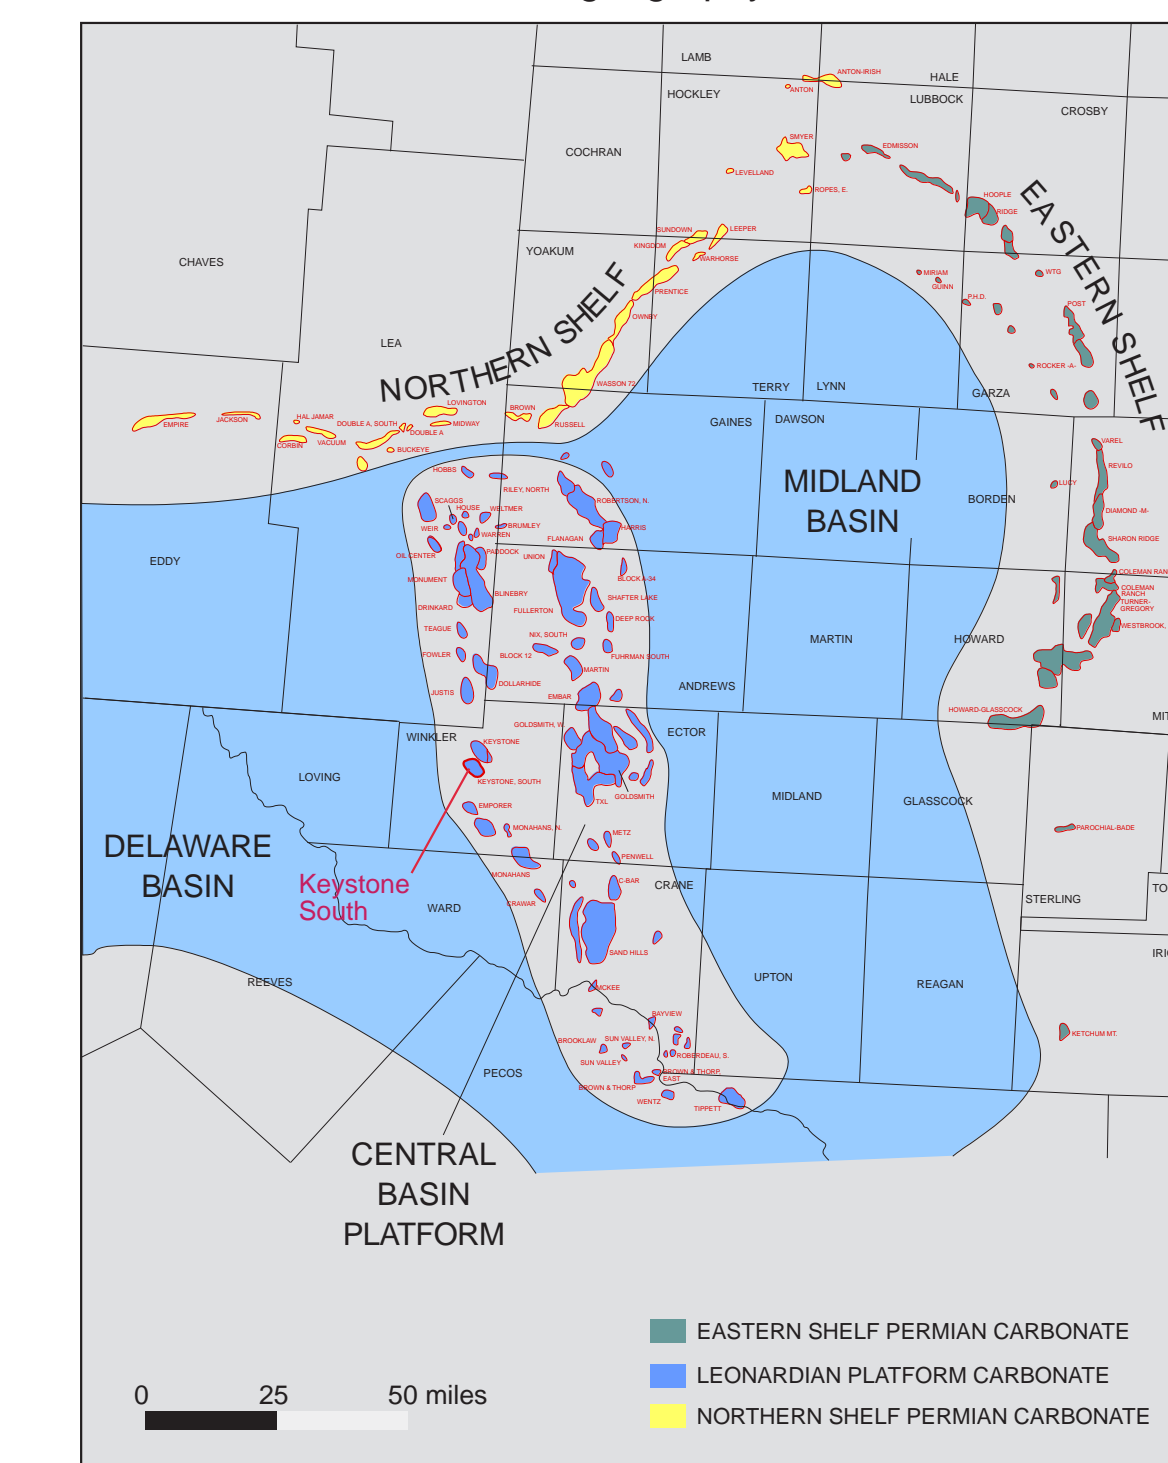 LAMB
HALE
HOCKLEY
LUBBOCK
CROSBY
COCHRAN
ANTON-IRISH
ANTON
SMYER
EDMISSON
LEVELLAND
ROPES, E.
HOOPLE
RIDGE
EASTERN SHELF
SUNDOWN
LEEPER
KINGDOM
WARHORSE
YOAKUM
CHAVES
PRENTICE
MIRIAM
GUINN
WTG
P.H.D.
POST
OWNBY
NORTHERN SHELF
LEA
ROCKER -A-
WASSON 72
TERRY
LYNN
GARZA
LOVINGTON
BROWN
JACKSON
HAL JAMAR
EMPIRE
DOUBLE A, SOUTH
MIDWAY
RUSSELL
GAINES
DAWSON
DOUBLE A
CORBIN
VACUUM
BUCKEYE
VAREL
HOBBS
REVILO
RILEY, NORTH
MIDLAND
BASIN
LUCY
SCAGGS
HOUSE
WELTMER
ROBERTSON, N.
BORDEN
DIAMOND -M-
WEIR
BRUMLEY
HARRIS
WARREN
FLANAGAN
SHARON RIDGE
OIL CENTER
PADDOCK
UNION
EDDY
MONUMENT
BLOCK A-34
COLEMAN RAN
COLEMAN
RANCH
BLINEBRY
SHAFTER LAKE
TURNER-
GREGORY
DRINKARD
FULLERTON
DEEP ROCK
WESTBROOK,
TEAGUE
NIX, SOUTH
MARTIN
HOWARD
FOWLER
BLOCK 12
FUHRMAN SOUTH
MARTIN
DOLLARHIDE
ANDREWS
JUSTIS
EMBAR
HOWARD-GLASSCOCK
MIT
GOLDSMITH, W.
ECTOR
WINKLER
KEYSTONE
LOVING
KEYSTONE, SOUTH
GOLDSMITH
TXL
MIDLAND
GLASSCOCK
EMPORER
MONAHANS, N.
METZ
PAROCHIAL-BADE
DELAWARE
BASIN
PENWELL
MONAHANS
Keystone
South
C-BAR
CRANE
TO
CRAWAR
WARD
STERLING
SAND HILLS
IRI
REEVES
MCKEE
UPTON
REAGAN
BAYVIEW
KETCHUM MT.
BROOKLAW
SUN VALLEY, N.
ROBERDEAU, S.
SUN VALLEY
PECOS
BROWN & THORP,
EAST
BROWN & THORP
WENTZ
TIPPETT
CENTRAL
BASIN
PLATFORM
EASTERN SHELF PERMIAN CARBONATE
LEONARDIAN PLATFORM CARBONATE
NORTHERN SHELF PERMIAN CARBONATE
0 25 50 miles